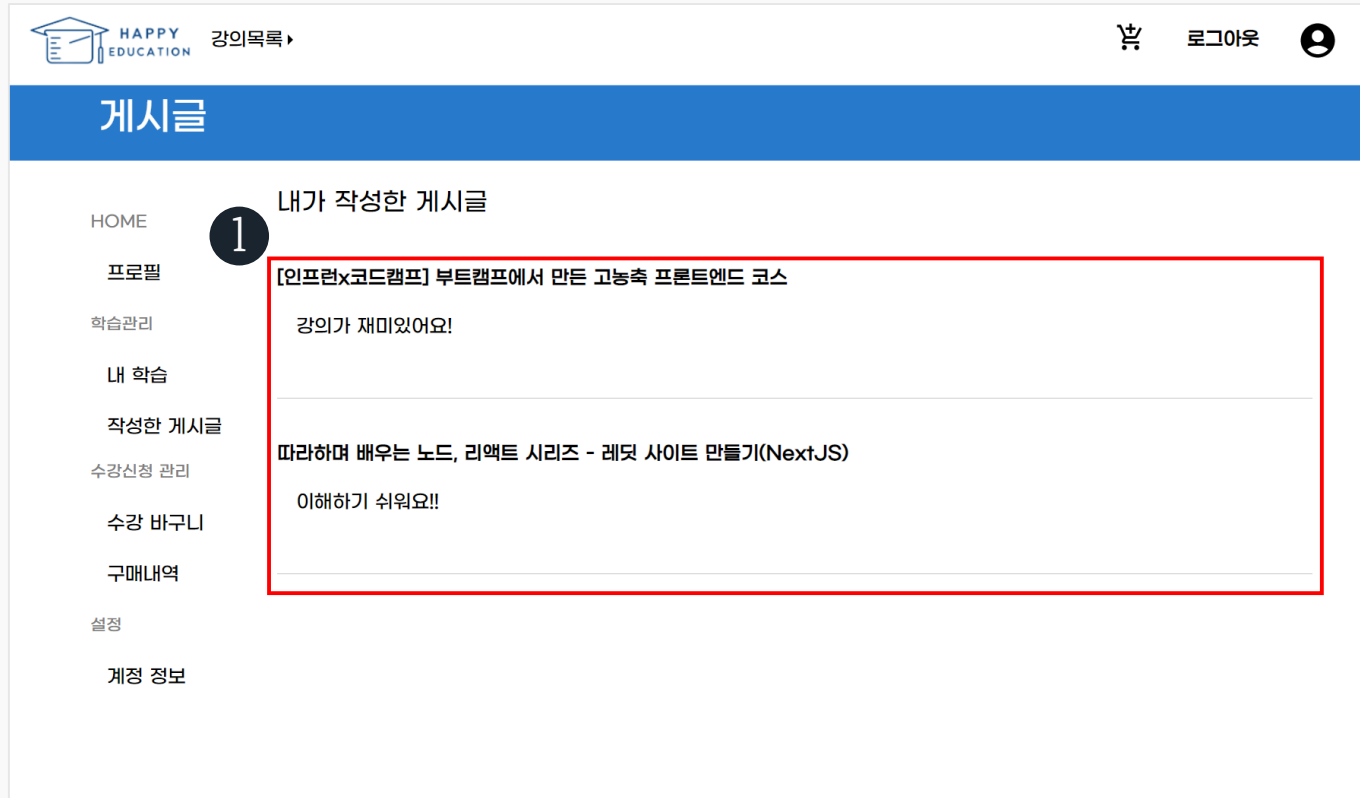 HAPPY
EDUCATION
강의목록
로그아웃
게시글
HOME
프로필
학습관리
내 학습
작성한 게시글
수강신청 관리
수강 바구니
구매내역
설정
계정 정보
내가 작성한 게시글
1
[인프런x코드캠프] 부트캠프에서 만든 고농축 프론트엔드 코스
강의가 재미있어요!
따라하며 배우는 노드, 리액트 시리즈 - 레딧 사이트 만들기(NextJS)
이해하기 쉬워요!!